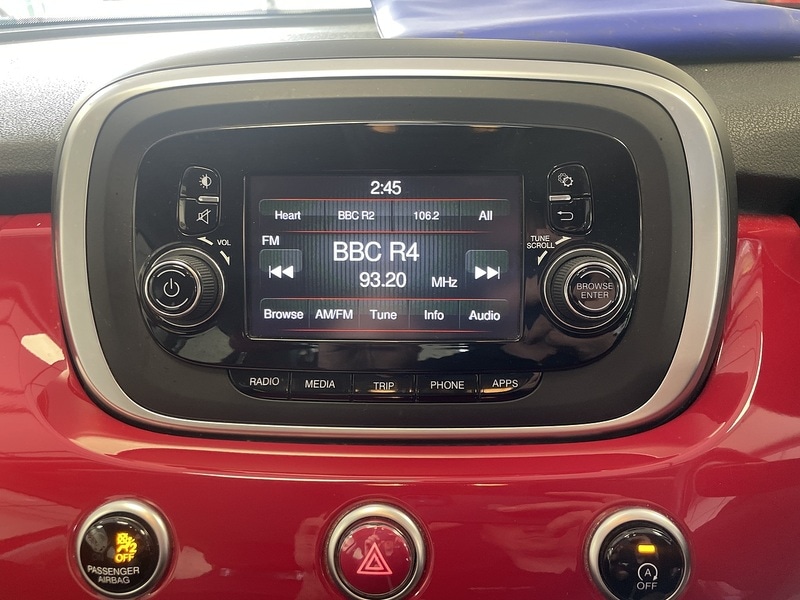 2:45
Heart BBC R2 106.2 All
VOL
TUNE
SCROLL
FM
BBC R4
93.20 MHz
BROWSE
ENTER
Browse AM/FM Tune Info Audio
RADIO MEDIA TRIP PHONE APPS
2
OFF
PASSENGER
AIRBAG
A
OFF